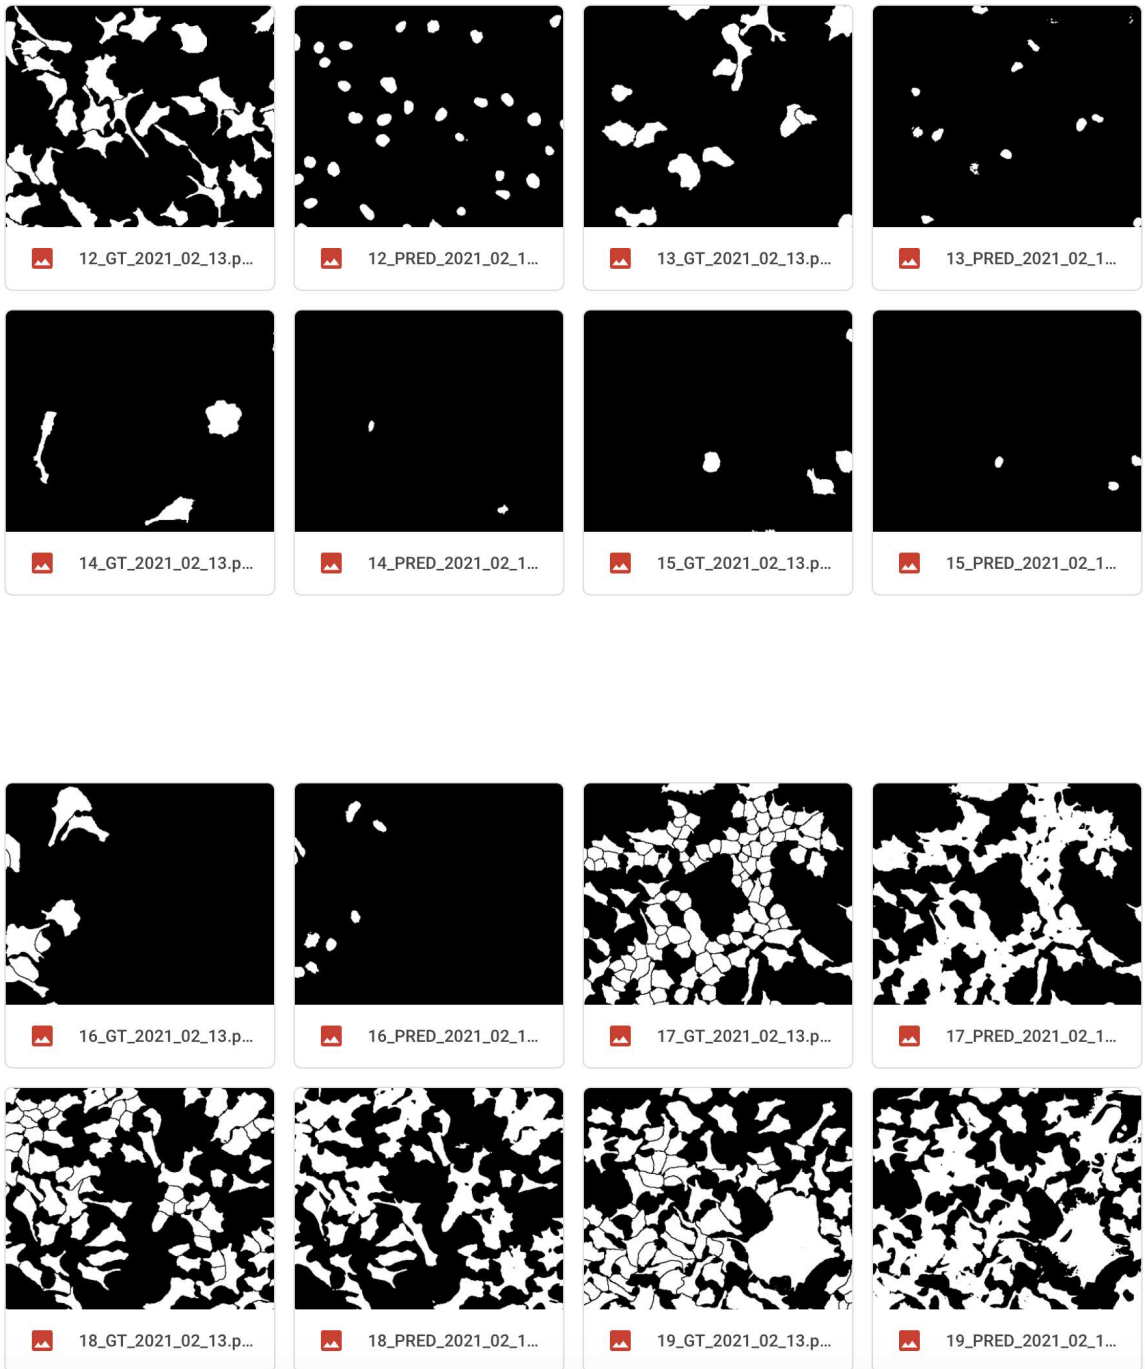 12_GT_2021_02_13.p...
12_PRED_2021_02_1...
13_GT_2021_02_13.p...
13_PRED_2021_02_1...
14_GT_2021_02_13.p...
14_PRED_2021_02_1...
15_GT_2021_02_13.p...
15_PRED_2021_02_1...
16_GT_2021_02_13.p...
16_PRED_2021_02_1...
17_GT_2021_02_13.p...
17_PRED_2021_02_1...
18_GT_2021_02_13.p...
18_PRED_2021_02_1...
19_GT_2021_02_13.p...
19_PRED_2021_02_1...